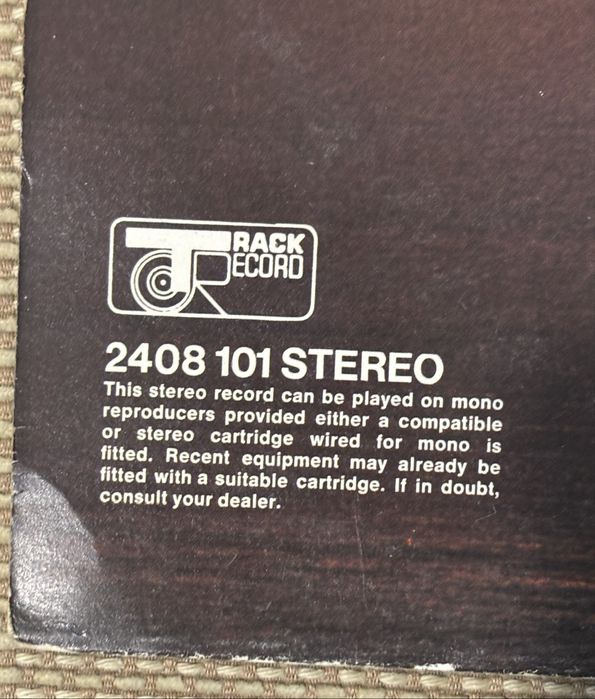 TRACK
RECORD
2408 101 STEREO
This stereo record can be played on mono
reproducers provided either a compatible
or stereo cartridge wired for mono is
fitted. Recent equipment may already be
fitted with a suitable cartridge. If in doubt,
consult your dealer.